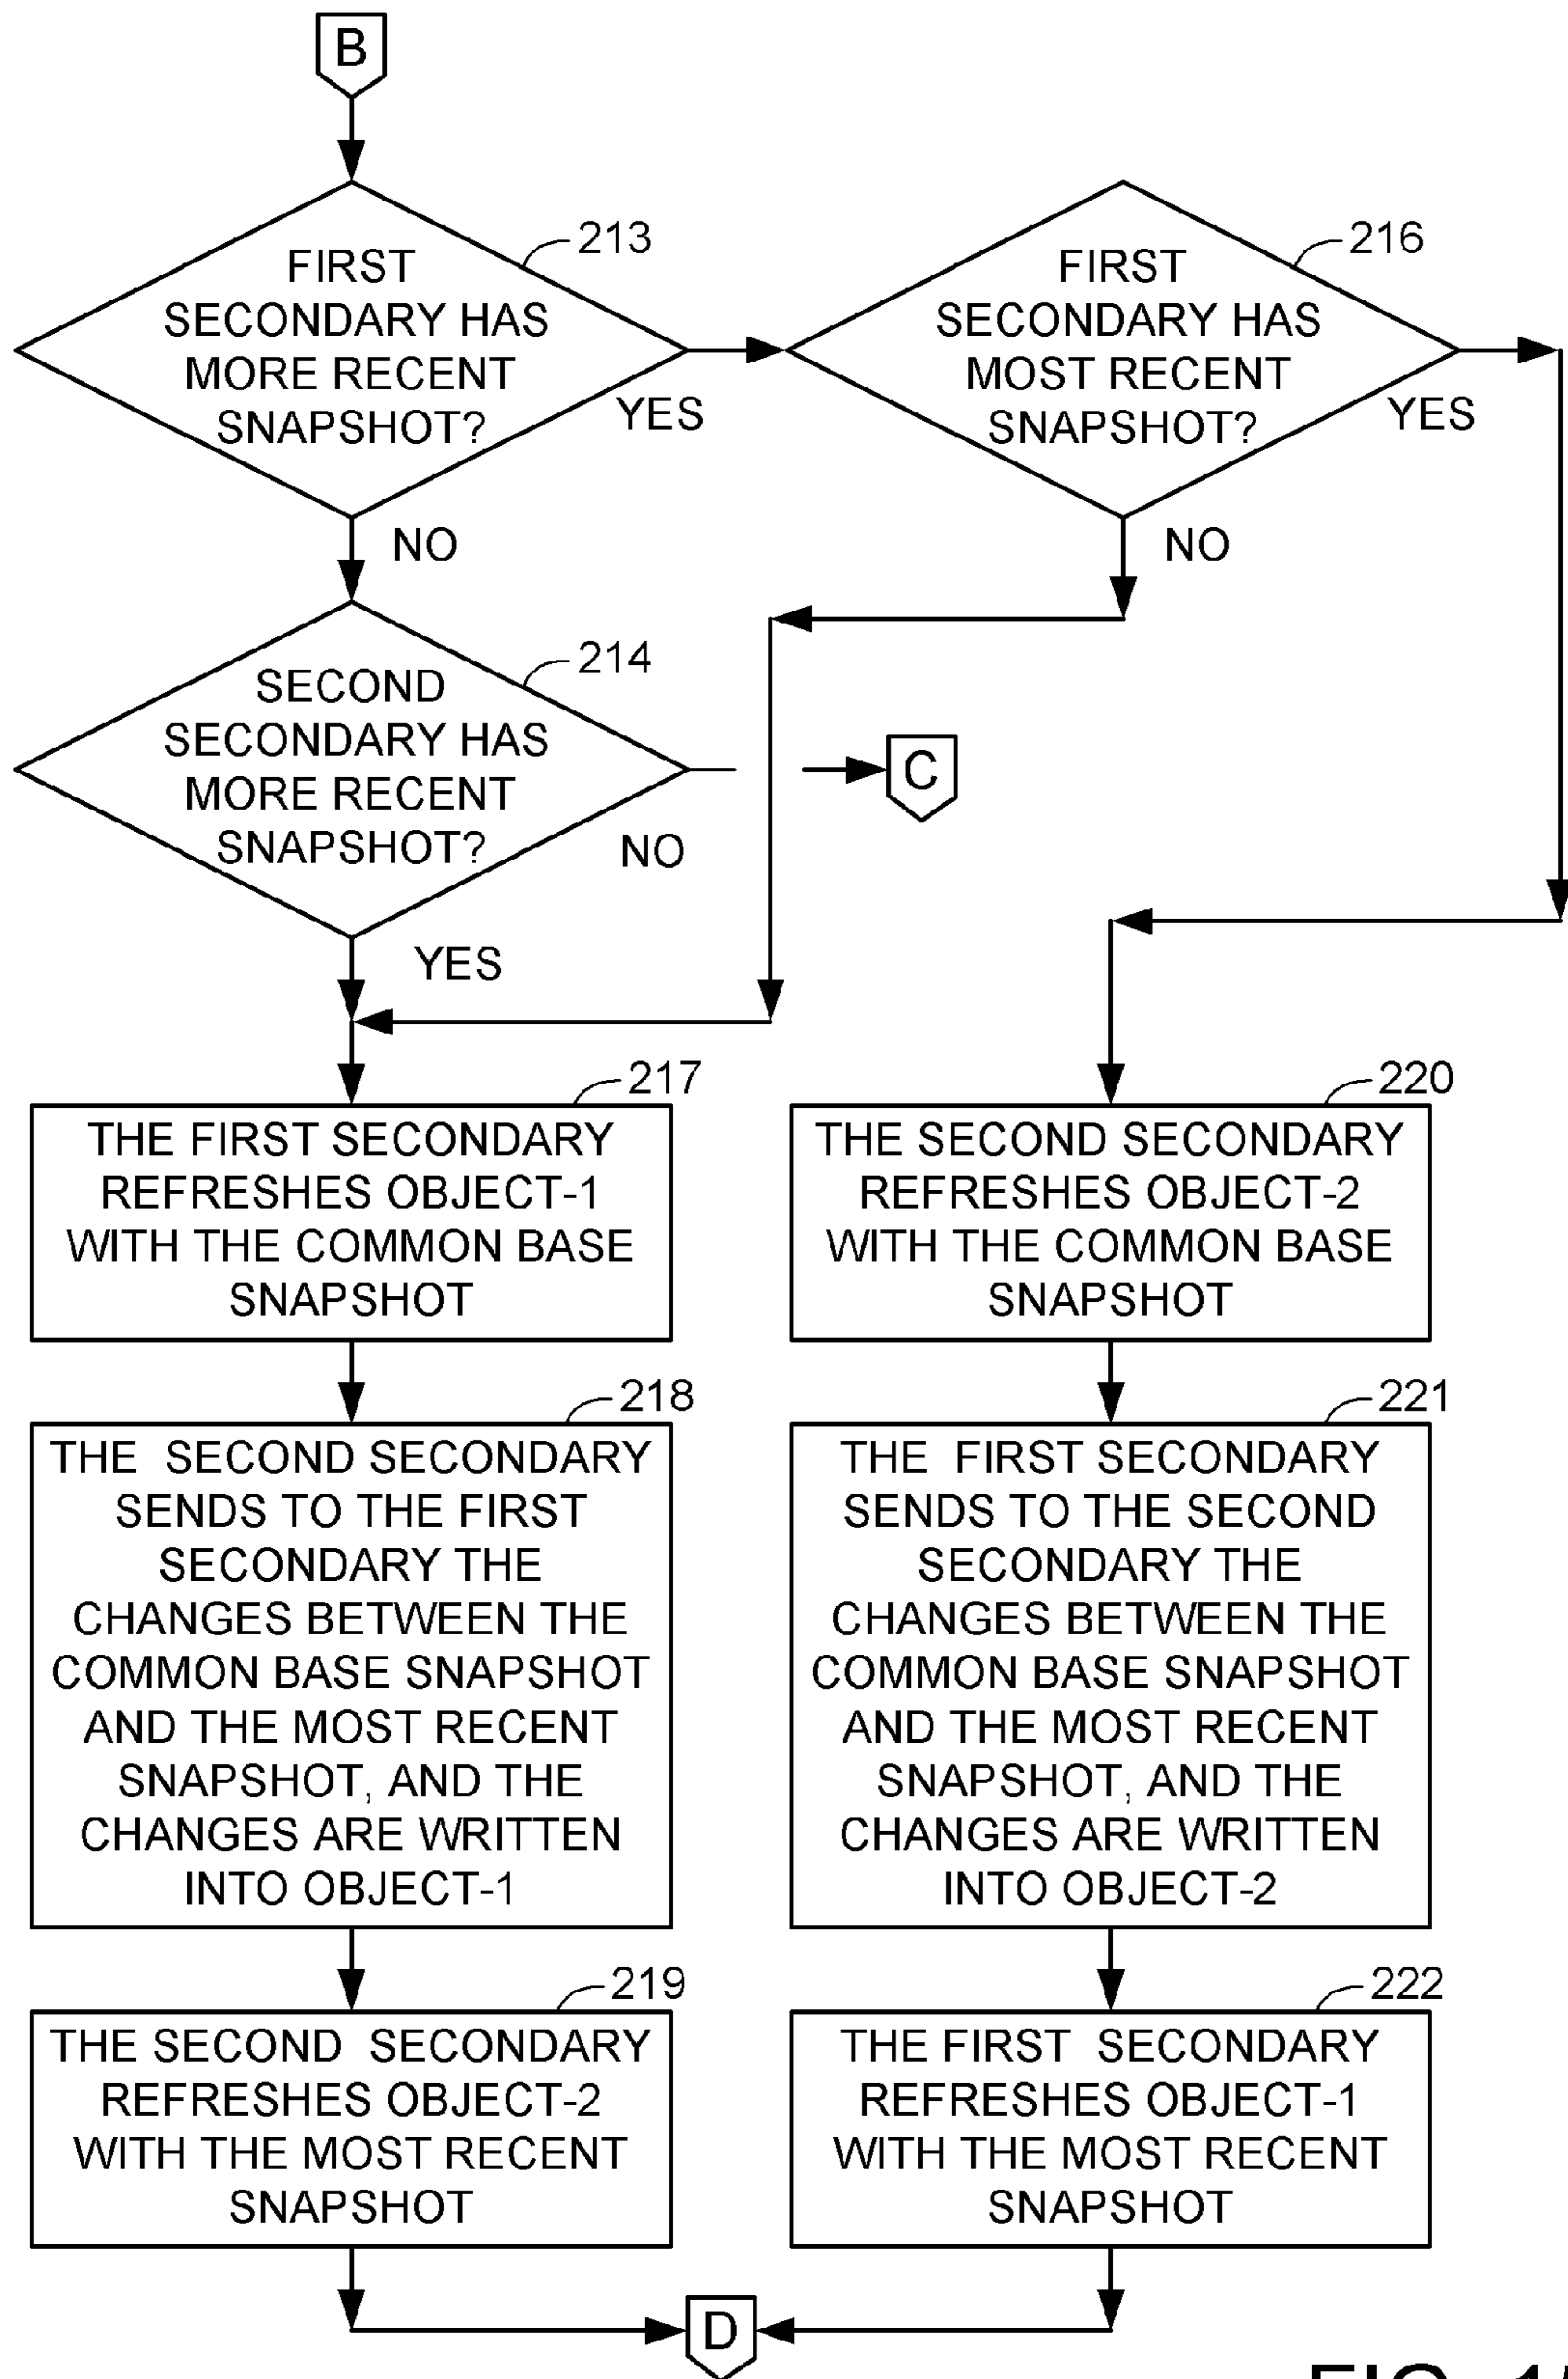 B
FIRST
SECONDARY HAS
MORE RECENT
SNAPSHOT?
213
YES
NO
FIRST
SECONDARY HAS
MOST RECENT
SNAPSHOT?
216
YES
NO
SECOND
SECONDARY HAS
MORE RECENT
SNAPSHOT?
214
NO
C
YES
217
THE FIRST SECONDARY
REFRESHES OBJECT-1
WITH THE COMMON BASE
SNAPSHOT
220
THE SECOND SECONDARY
REFRESHES OBJECT-2
WITH THE COMMON BASE
SNAPSHOT
218
THE SECOND SECONDARY
SENDS TO THE FIRST
SECONDARY THE
CHANGES BETWEEN THE
COMMON BASE SNAPSHOT
AND THE MOST RECENT
SNAPSHOT, AND THE
CHANGES ARE WRITTEN
INTO OBJECT-1
221
THE FIRST SECONDARY
SENDS TO THE SECOND
SECONDARY THE
CHANGES BETWEEN THE
COMMON BASE SNAPSHOT
AND THE MOST RECENT
SNAPSHOT, AND THE
CHANGES ARE WRITTEN
INTO OBJECT-2
219
THE SECOND SECONDARY
REFRESHES OBJECT-2
WITH THE MOST RECENT
SNAPSHOT
222
THE FIRST SECONDARY
REFRESHES OBJECT-1
WITH THE MOST RECENT
SNAPSHOT
D
FIG.